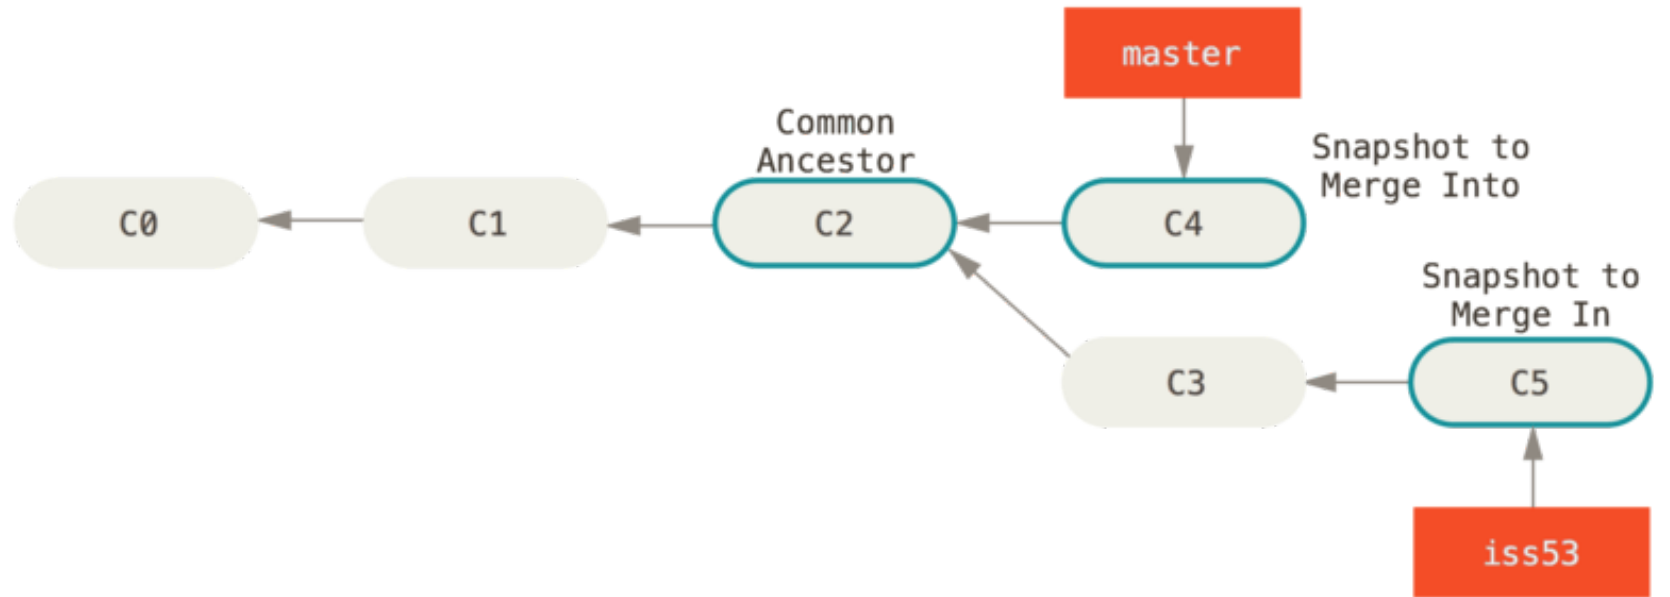 master
Common
Ancestor
Snapshot to
Merge Into
C0
C1
C2
C4
Snapshot to
Merge In
C3
C5
iss53